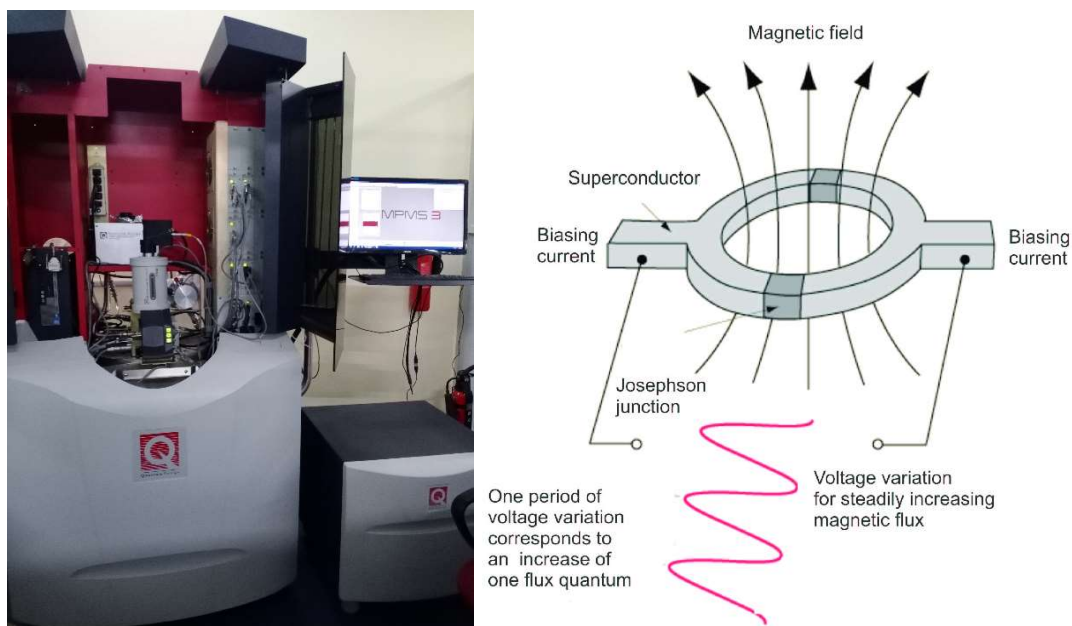 MPMS 3
Q
Q
Magnetic field
Superconductor
Biasing
current
Biasing
current
Josephson
junction
Voltage variation
for steadily increasing
magnetic flux
One period of
voltage variation
corresponds to
an increase of
one flux quantum